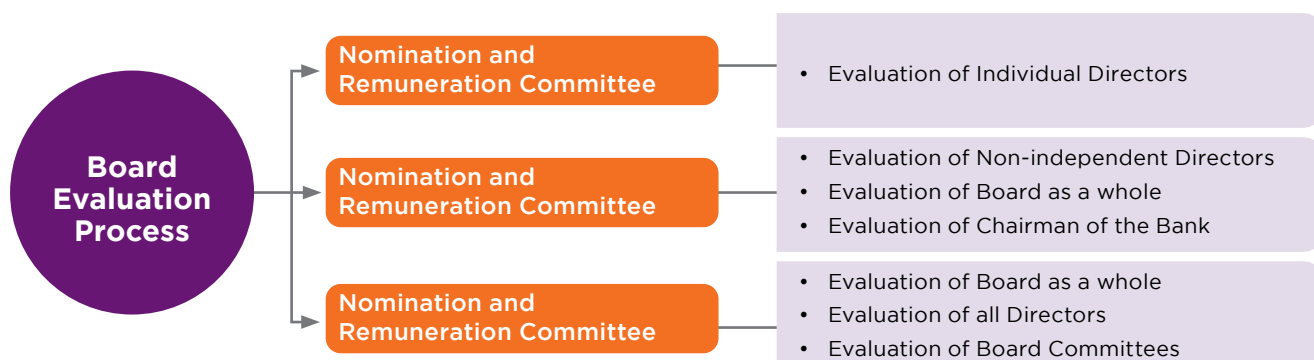 Board
Evaluation
Process
Nomination and
Remuneration Committee
• Evaluation of Individual Directors
Nomination and
Remuneration Committee
• Evaluation of Non-independent Directors
• Evaluation of Board as a whole
• Evaluation of Chairman of the Bank
Nomination and
Remuneration Committee
• Evaluation of Board as a whole
• Evaluation of all Directors
• Evaluation of Board Committees